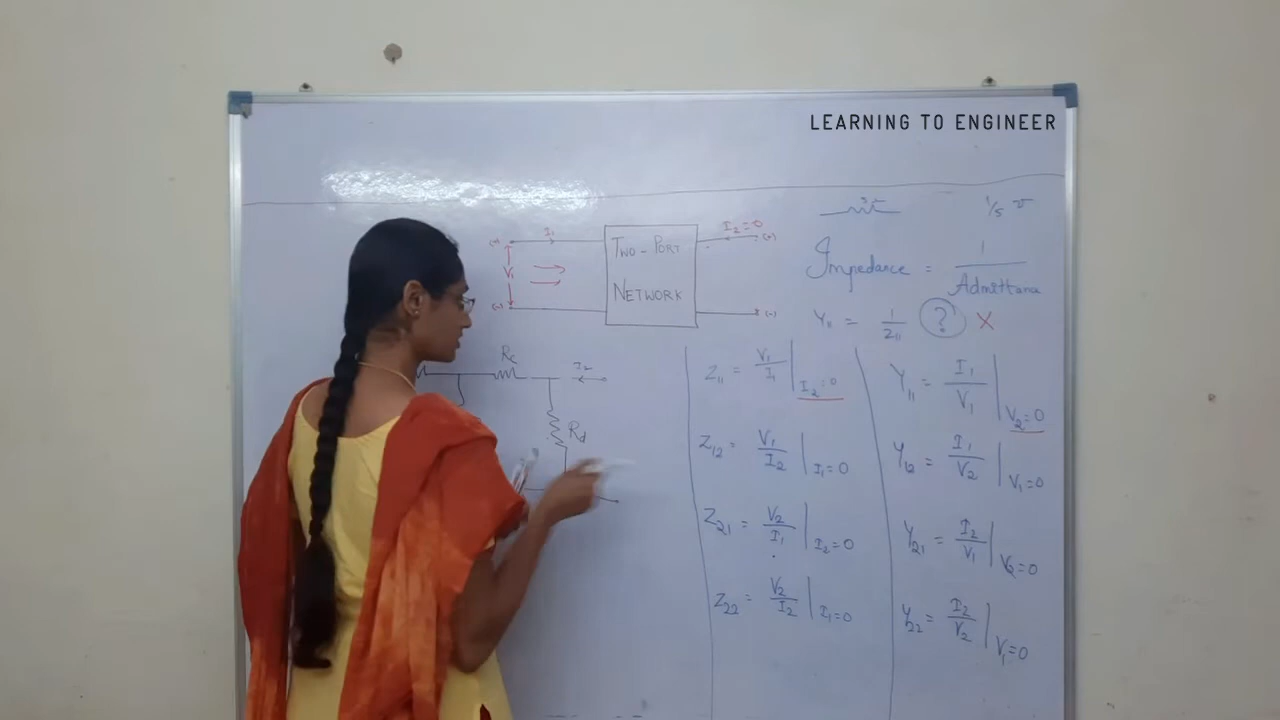 LEARNING TO ENGINEER
5 Ω
1/5 ℧
(+) I₁
I₂=0 (+)
TWO-PORT
NETWORK
V₁
(-)
(-)
Impedance = 1/Admittance
Y₁₁ = 1/Z₁₁ ? X
Rc
I₂
Rd
Z₁₁ = V₁/I₁ | I₂=0
Z₁₂ = V₁/I₂ | I₁=0
Z₂₁ = V₂/I₁ | I₂=0
Z₂₂ = V₂/I₂ | I₁=0
Y₁₁ = I₁/V₁ | V₂=0
Y₁₂ = I₁/V₂ | V₁=0
Y₂₁ = I₂/V₁ | V₂=0
Y₂₂ = I₂/V₂ | V₁=0